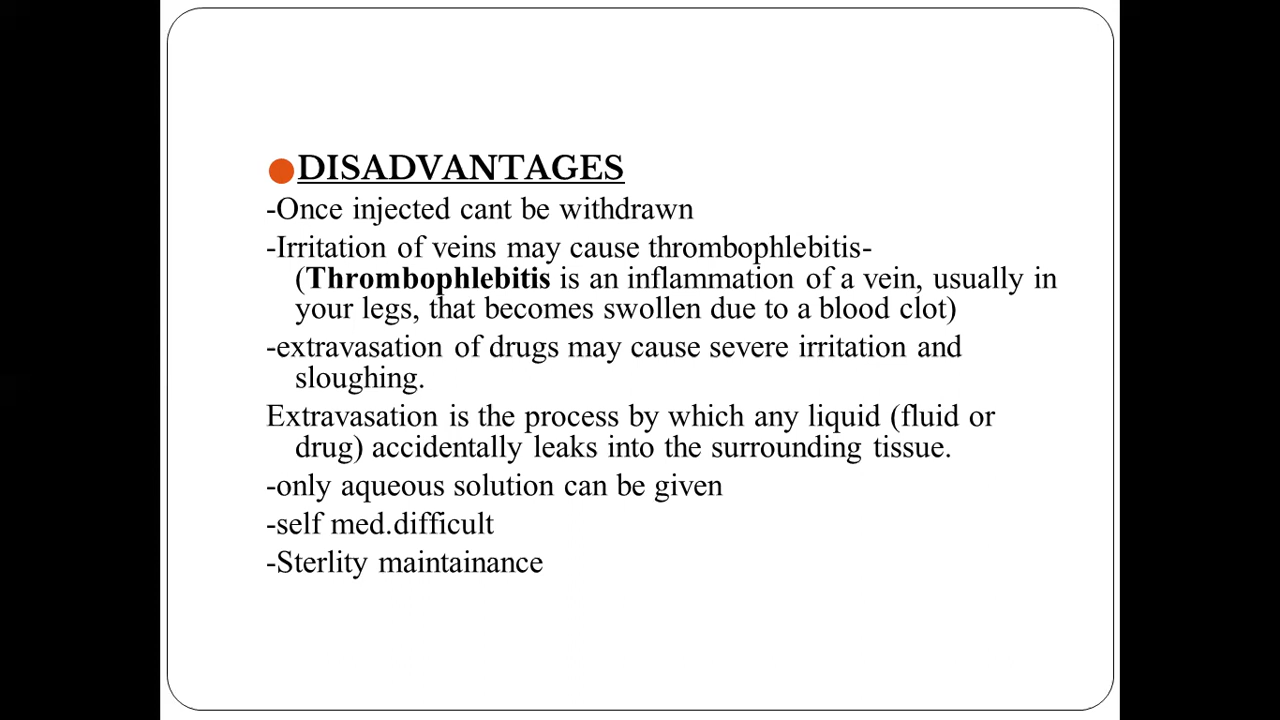 DISADVANTAGES
-Once injected cant be withdrawn
-Irritation of veins may cause thrombophlebitis-
(Thrombophlebitis is an inflammation of a vein, usually in
your legs, that becomes swollen due to a blood clot)
-extravasation of drugs may cause severe irritation and
sloughing.
Extravasation is the process by which any liquid (fluid or
drug) accidentally leaks into the surrounding tissue.
-only aqueous solution can be given
-self med.difficult
-Sterlity maintainance